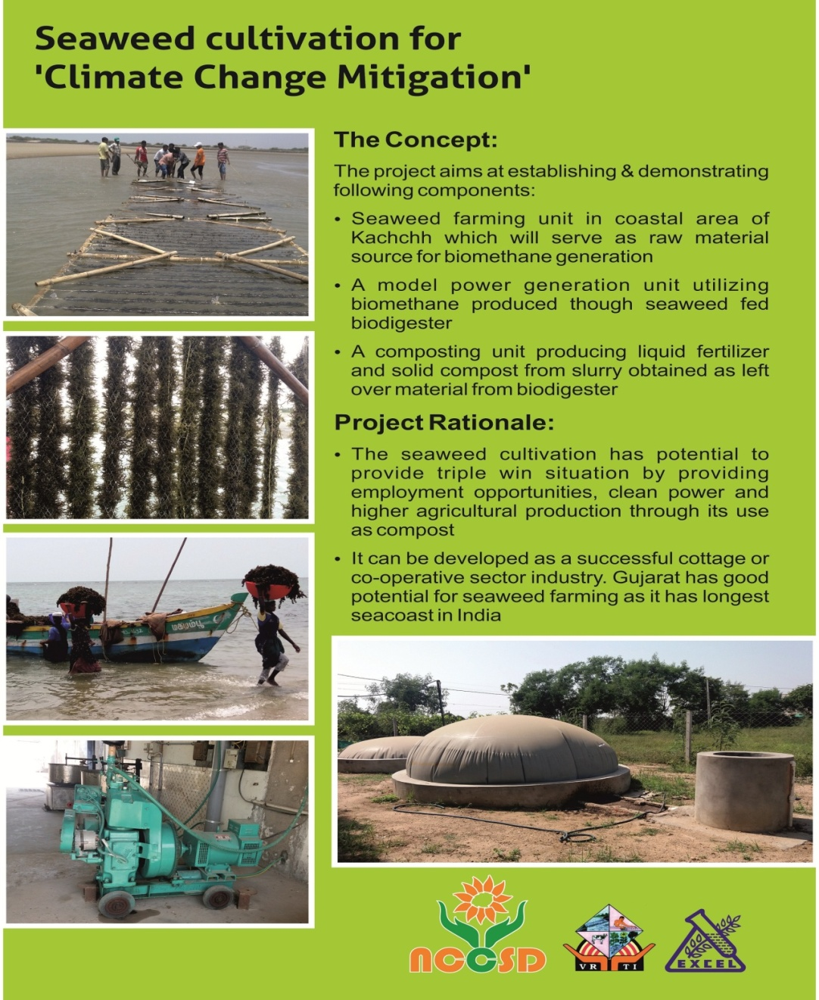 Seaweed cultivation for
'Climate Change Mitigation'
The Concept:
The project aims at establishing & demonstrating
following components:
• Seaweed farming unit in coastal area of
Kachchh which will serve as raw material
source for biomethane generation
• A model power generation unit utilizing
biomethane produced though seaweed fed
biodigester
• A composting unit producing liquid fertilizer
and solid compost from slurry obtained as left
over material from biodigester
Project Rationale:
• The seaweed cultivation has potential to
provide triple win situation by providing
employment opportunities, clean power and
higher agricultural production through its use
as compost
• It can be developed as a successful cottage or
co-operative sector industry. Gujarat has good
potential for seaweed farming as it has longest
seacoast in India
NCCSD
VRTI
EXCEL